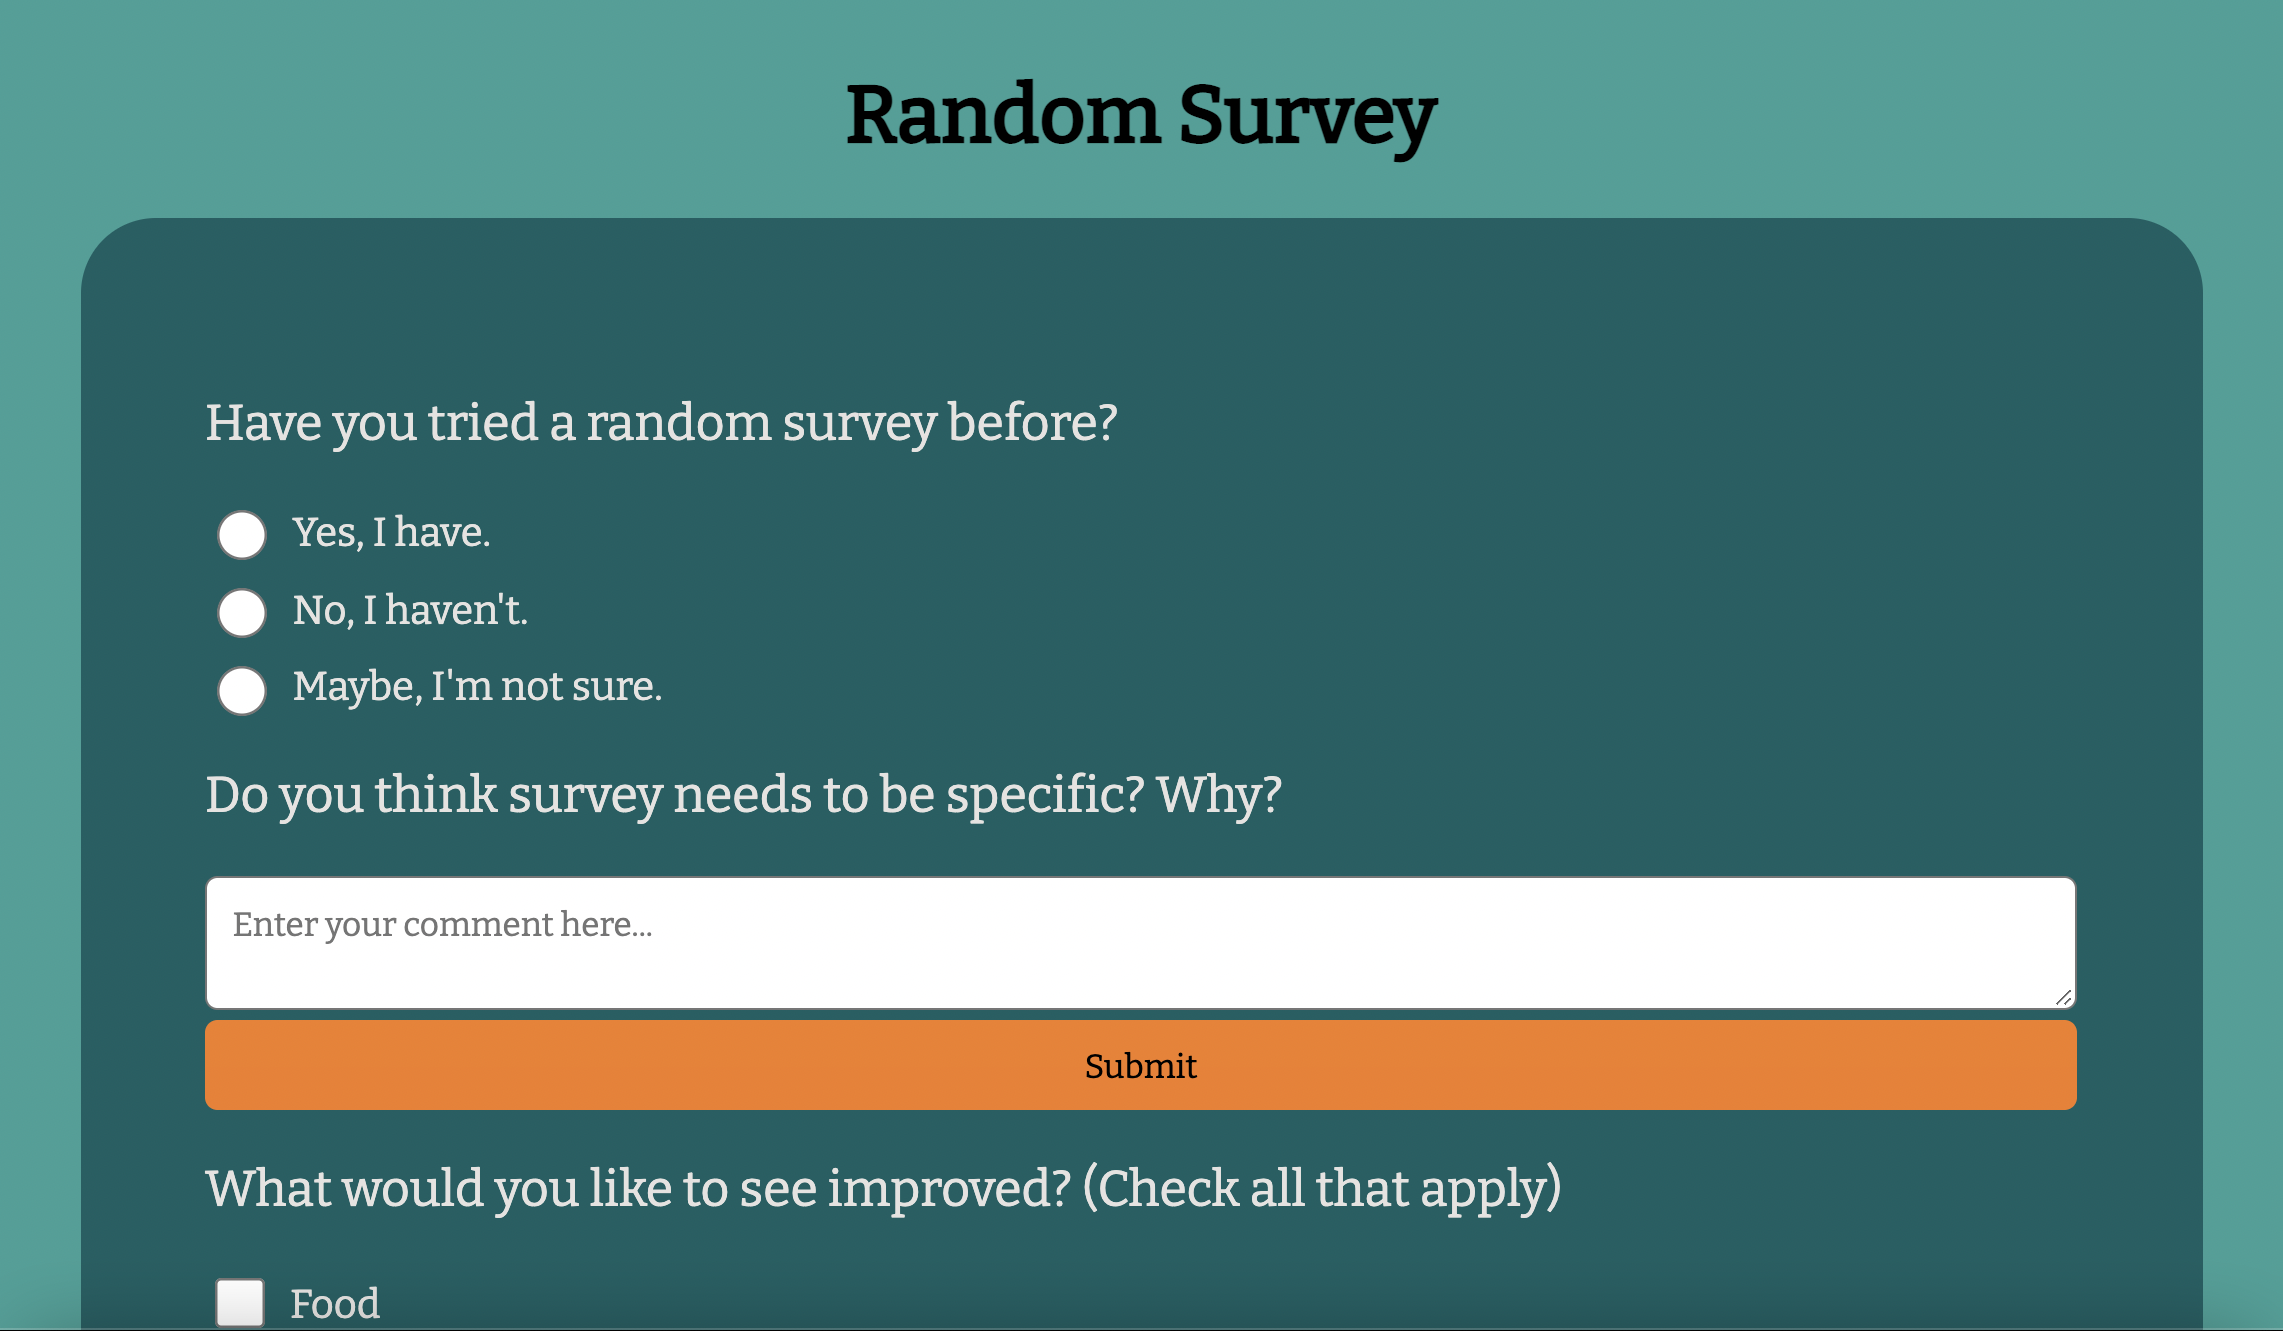 Random Survey
Have you tried a random survey before?
Yes, I have.
No, I haven't.
Maybe, I'm not sure.
Do you think survey needs to be specific? Why?
Enter your comment here...
Submit
What would you like to see improved? (Check all that apply)
Food